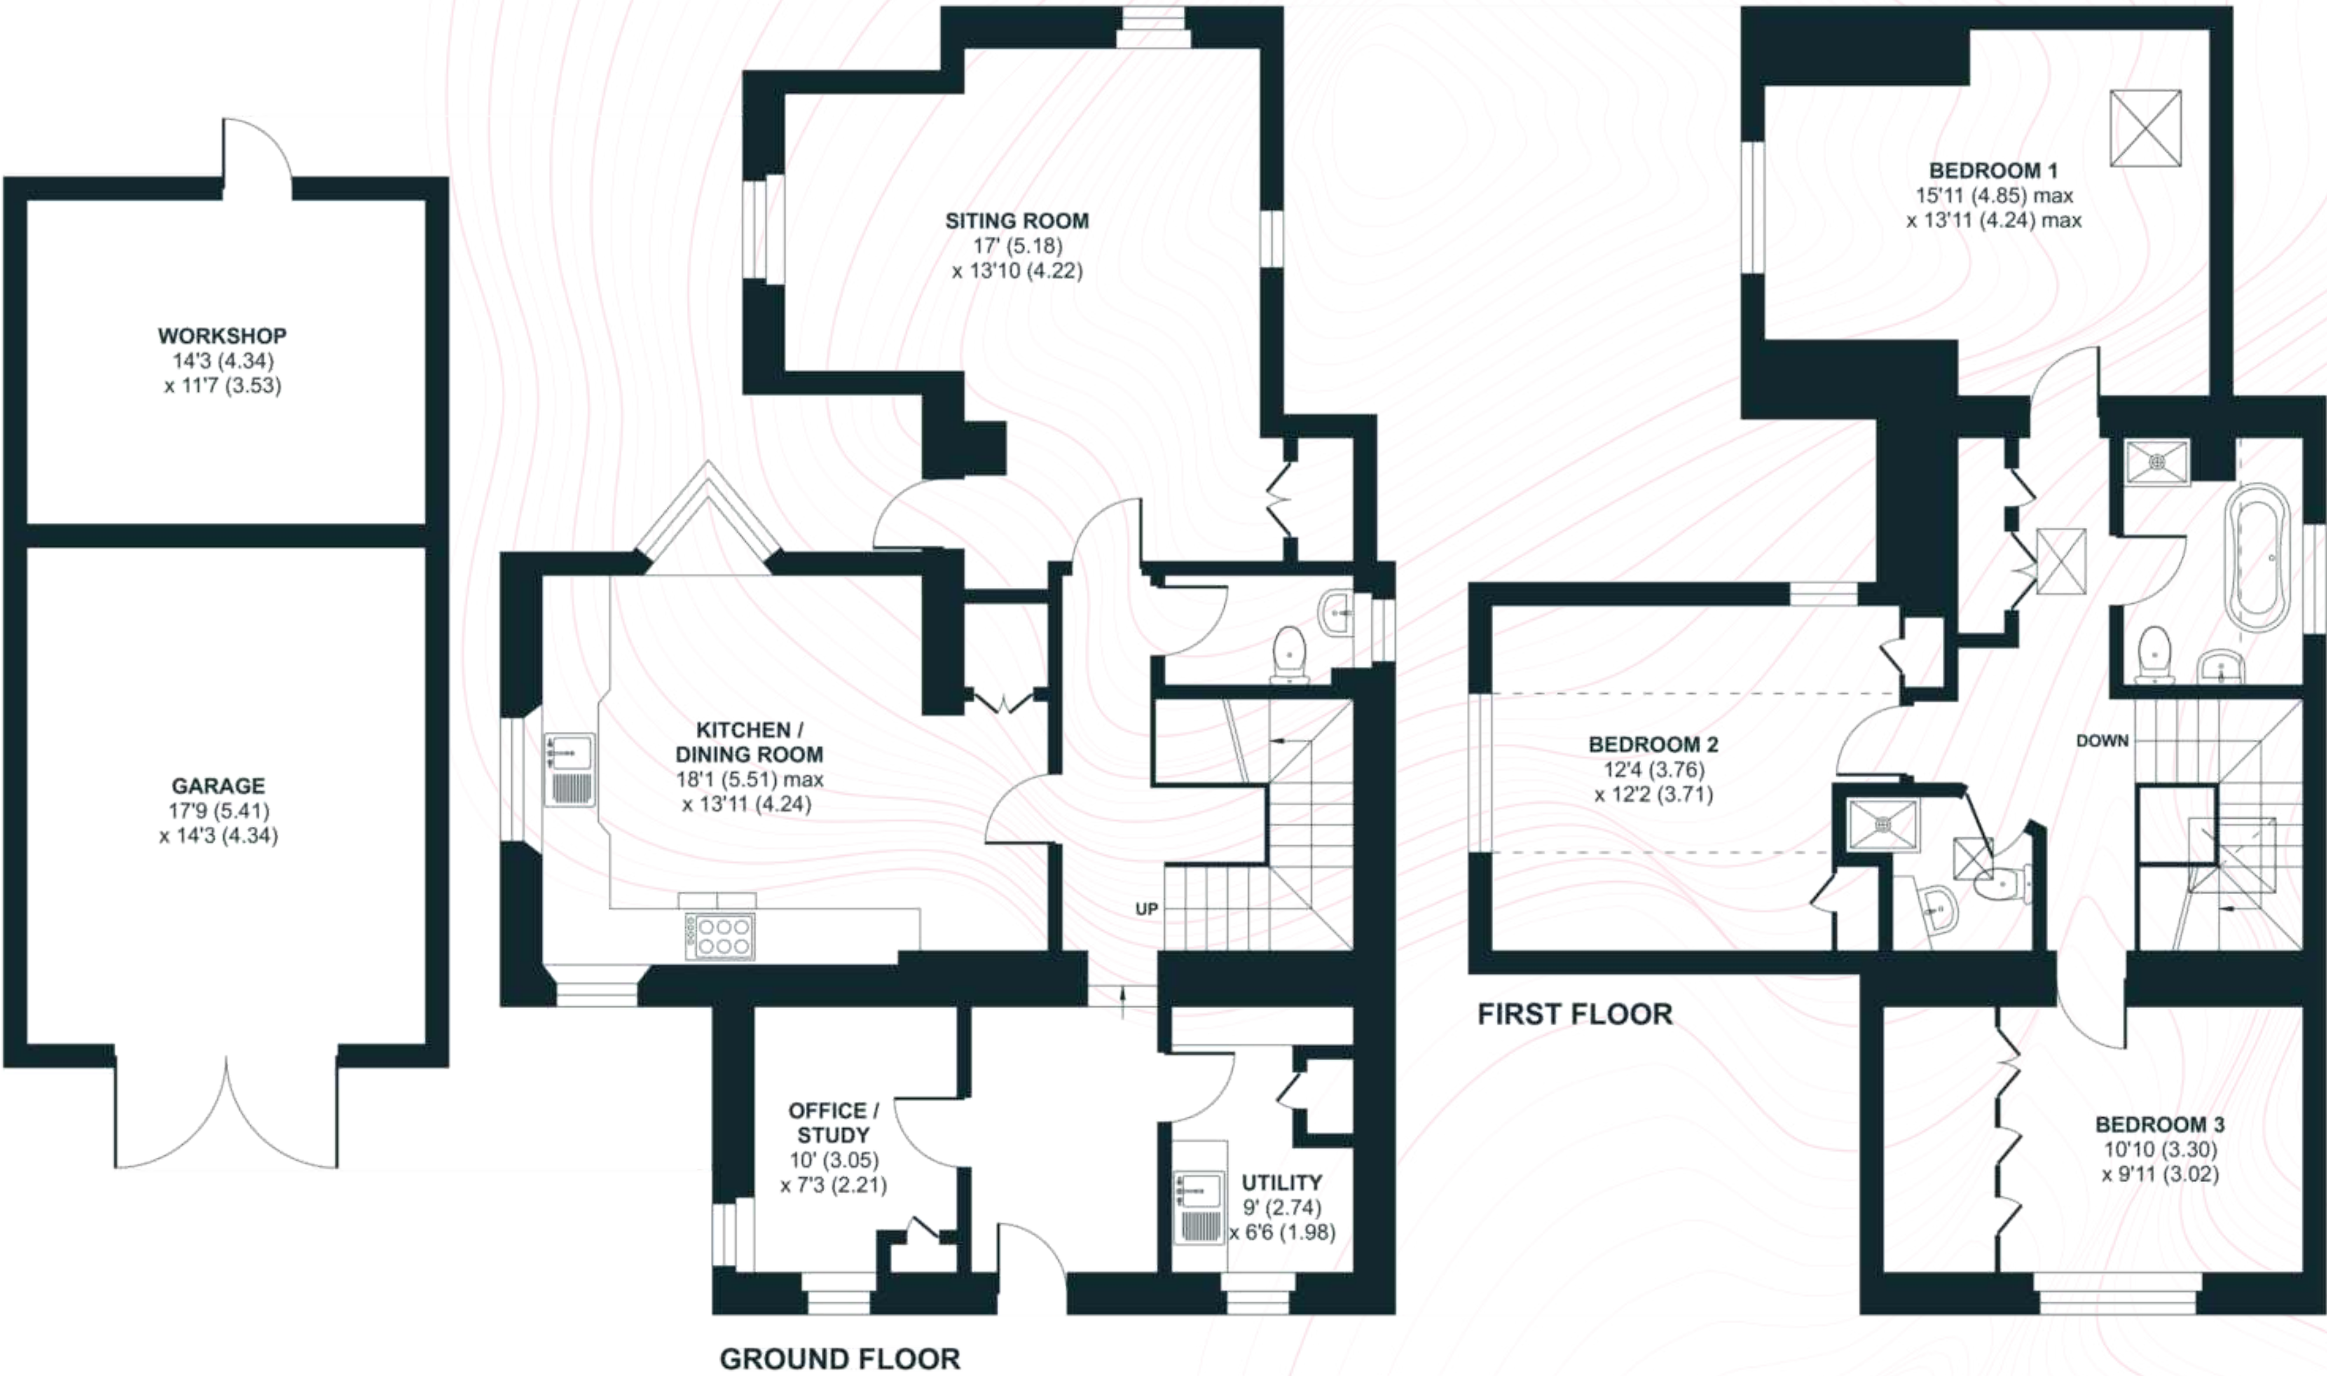 WORKSHOP
14'3 (4.34)
x 11'7 (3.53)
GARAGE
17'9 (5.41)
x 14'3 (4.34)
SITING ROOM
17' (5.18)
x 13'10 (4.22)
KITCHEN /
DINING ROOM
18'1 (5.51) max
x 13'11 (4.24)
UP
OFFICE /
STUDY
10' (3.05)
x 7'3 (2.21)
UTILITY
9' (2.74)
x 6'6 (1.98)
GROUND FLOOR
BEDROOM 1
15'11 (4.85) max
x 13'11 (4.24) max
BEDROOM 2
12'4 (3.76)
x 12'2 (3.71)
DOWN
FIRST FLOOR
BEDROOM 3
10'10 (3.30)
x 9'11 (3.02)